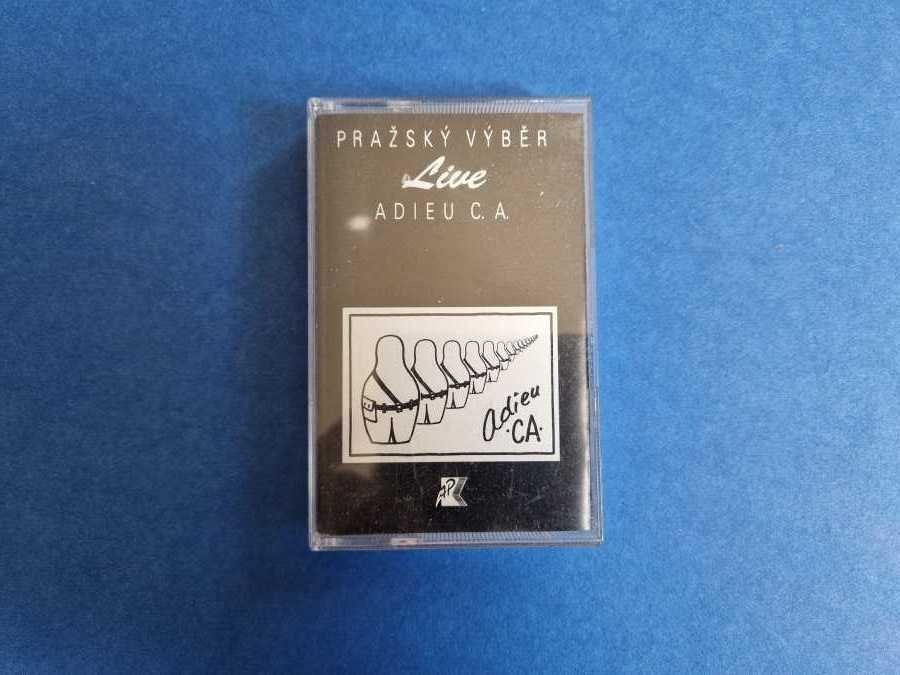 PRAŽSKÝ VÝBĚR
Live
ADIEU C. A.
adieu
.CA.